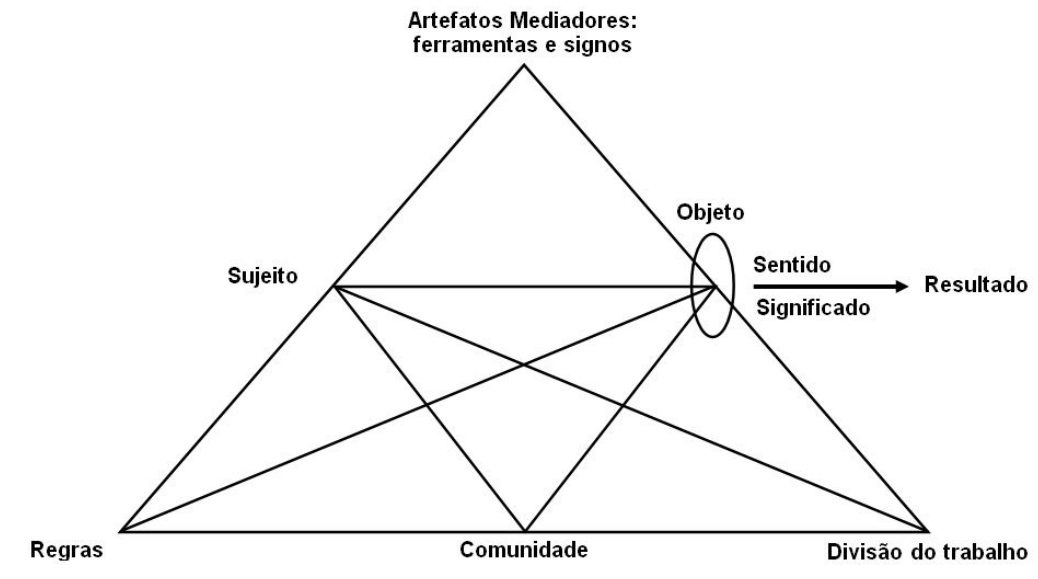 Artefatos Mediadores:
ferramentas e signos
Objeto
Sujeito
Sentido
Significado
Resultado
Regras
Comunidade
Divisão do trabalho